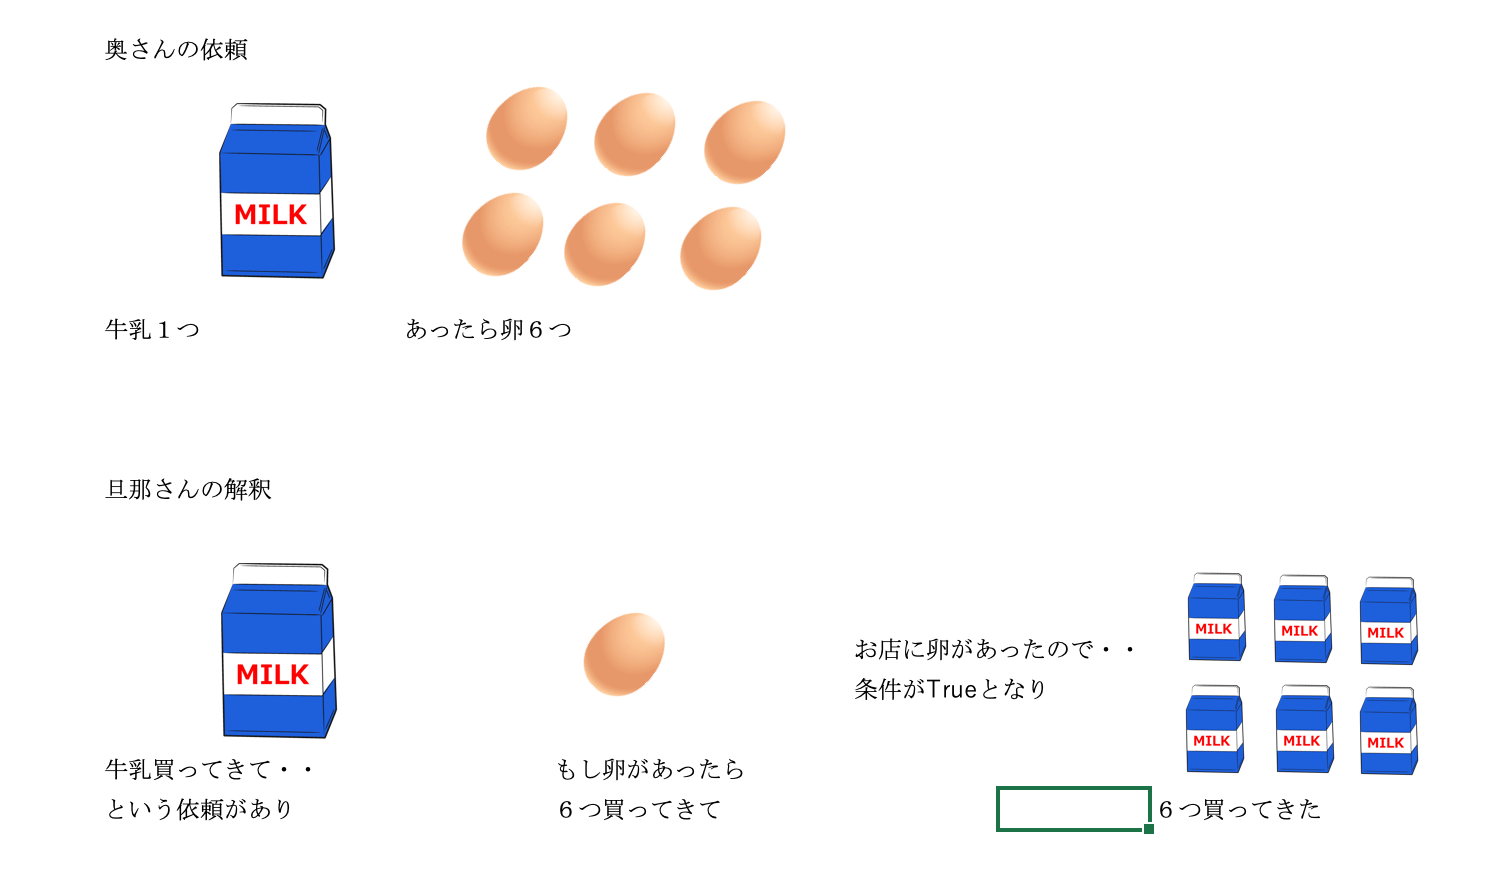 奥さんの依頼
MILK
牛乳１つ
あったら卵６つ
旦那さんの解釈
MILK
牛乳買ってきて・・
という依頼があり
もし卵があったら
６つ買ってきて
お店に卵があったので・・
条件がTrueとなり
MILK
MILK
MILK
MILK
MILK
MILK
６つ買ってきた